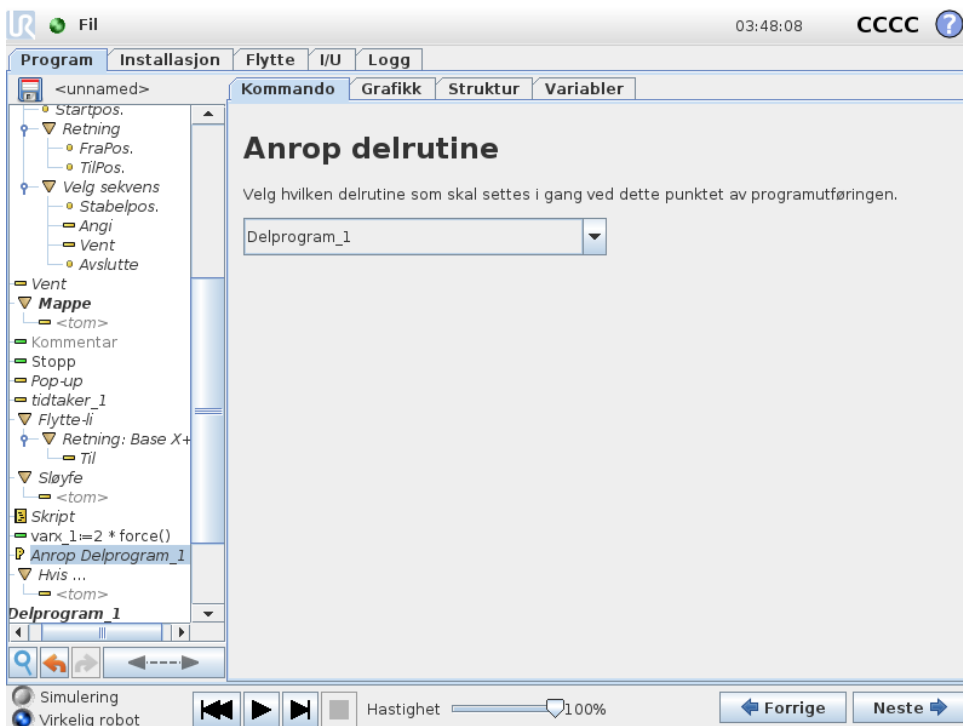 UR
Fil
03:48:08
CCCC
?
Program
Installasjon
Flytte
I/U
Logg
<unnamed>
Kommando
Grafikk
Struktur
Variabler
Startpos.
Retning
FraPos.
TilPos.
Velg sekvens
Stabelpos.
Angi
Vent
Avslutte
Vent
Mappe
<tom>
Kommentar
Stopp
Pop-up
tidtaker_1
Flytte-li
Retning: Base X+
Til
Sløyfe
<tom>
Skript
varx_1:=2 * force()
Anrop Delprogram_1
Hvis ...
<tom>
Delprogram_1
Anrop delrutine
Velg hvilken delrutine som skal settes i gang ved dette punktet av programutføringen.
Delprogram_1
Simulering
Virkelig robot
Hastighet
100%
Forrige
Neste